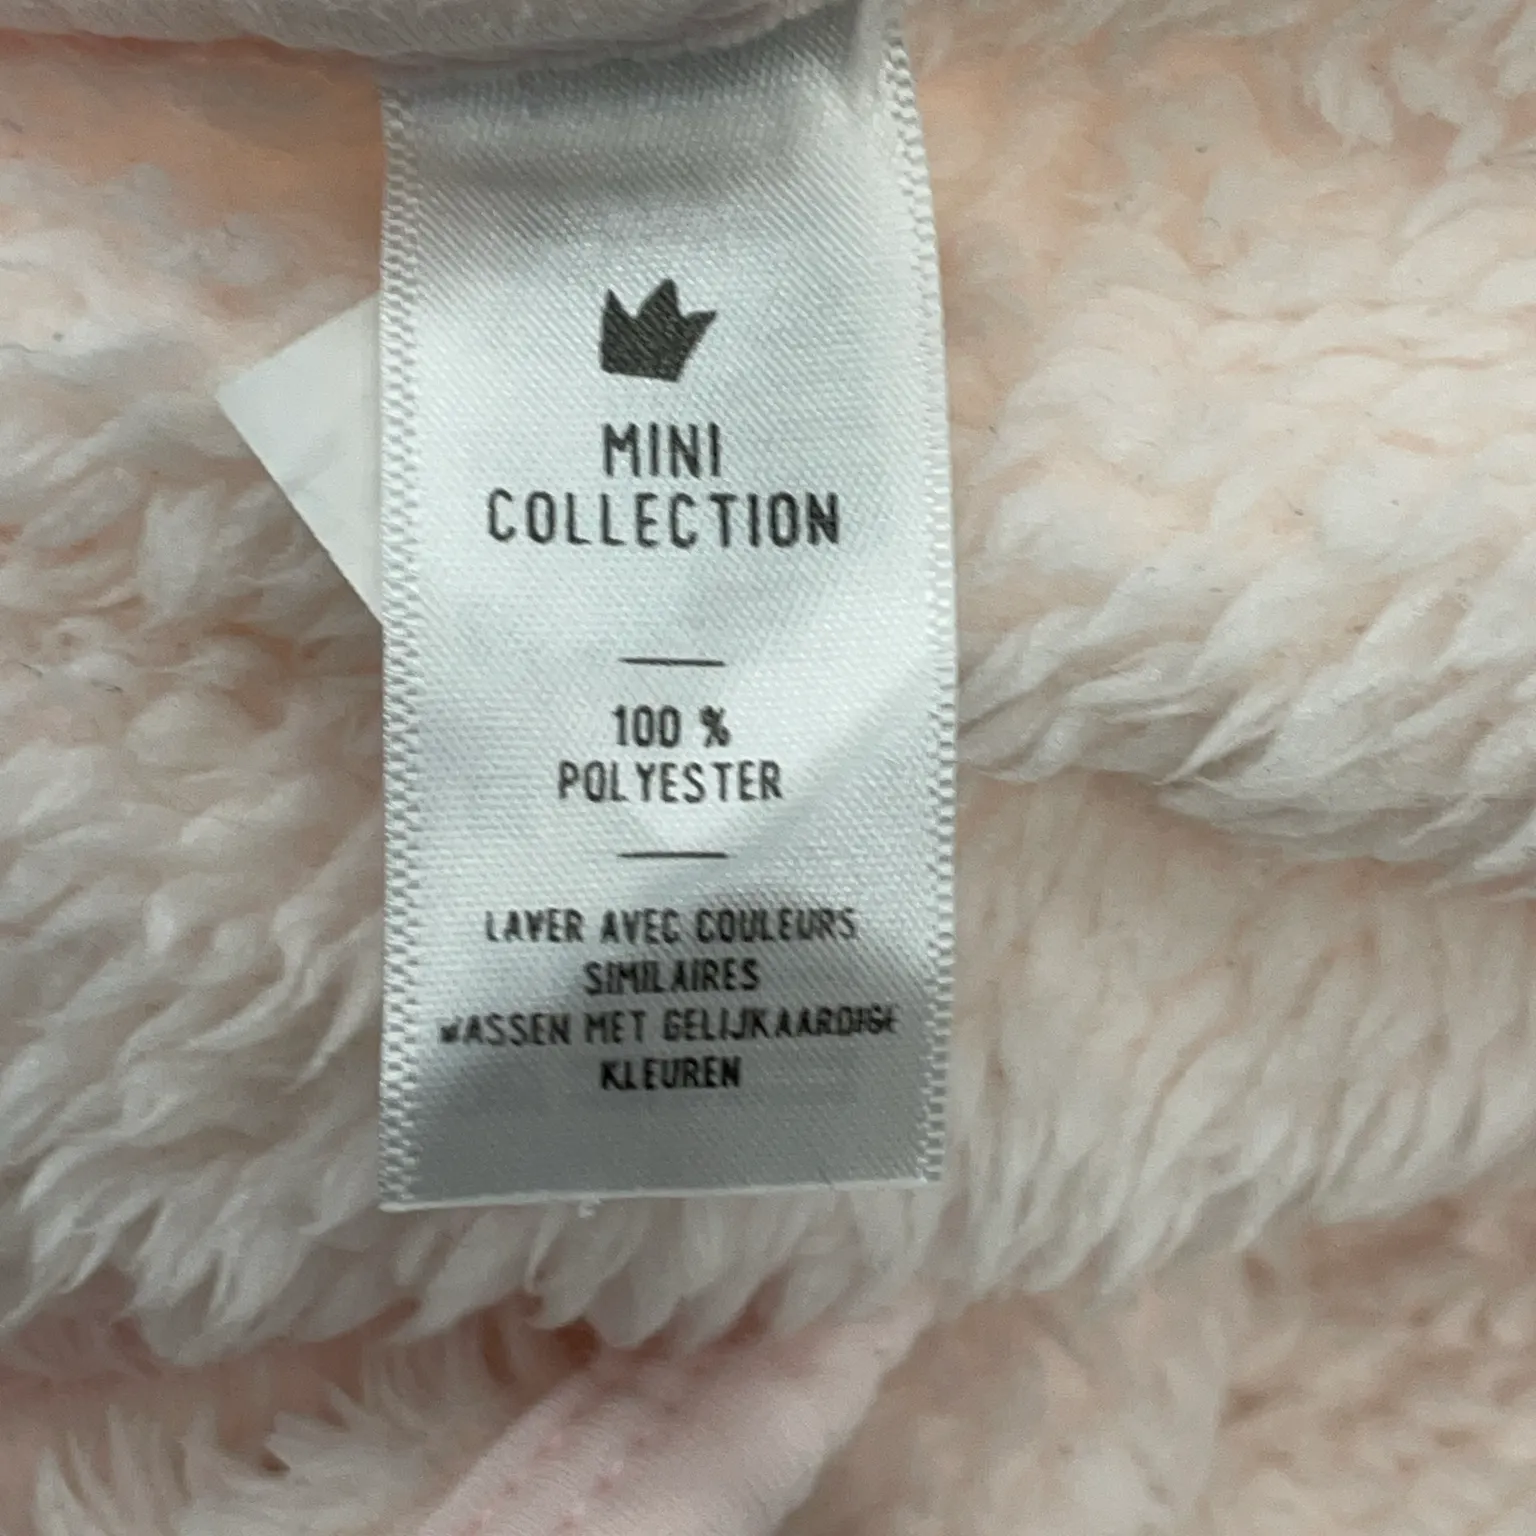 MINI
COLLECTION
100 %
POLYESTER
LAVER AVEC COULEURS
SIMILAIRES
WASSEN MET GELIJKAARDIGE
KLEUREN